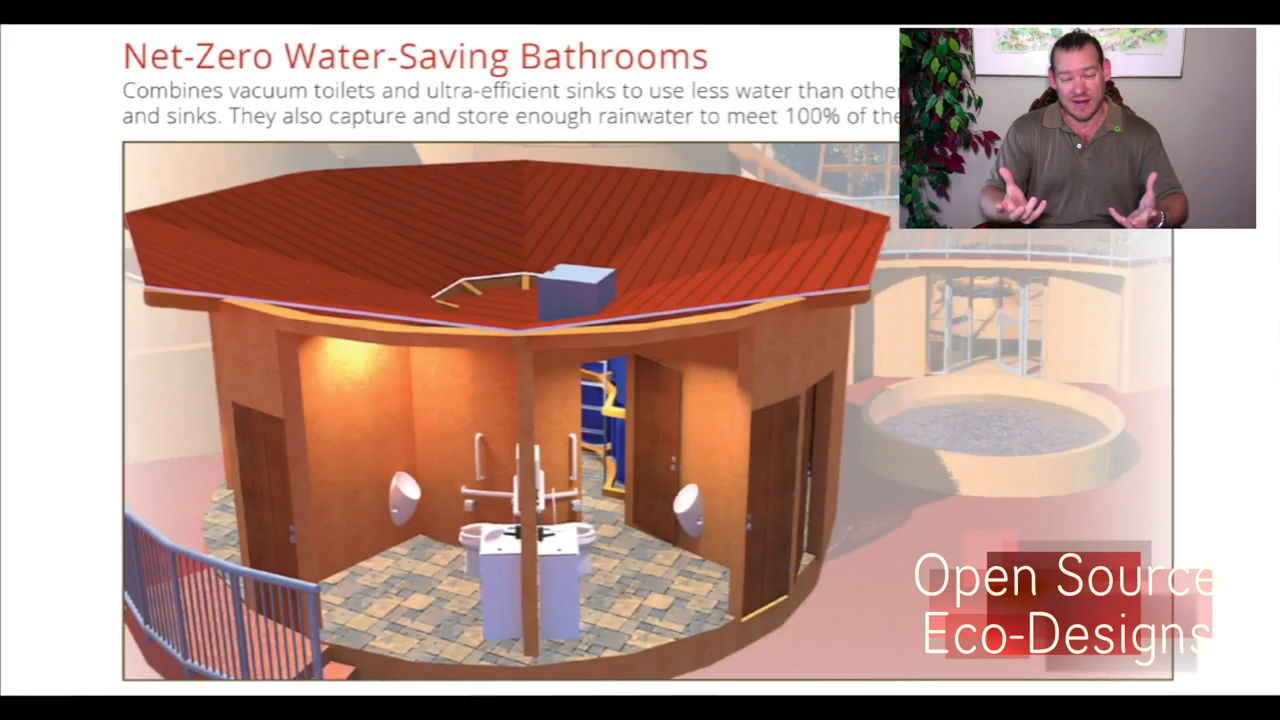 Net-Zero Water-Saving Bathrooms
Combines vacuum toilets and ultra-efficient sinks to use less water than other
and sinks. They also capture and store enough rainwater to meet 100% of the
Open Source
Eco-Designs